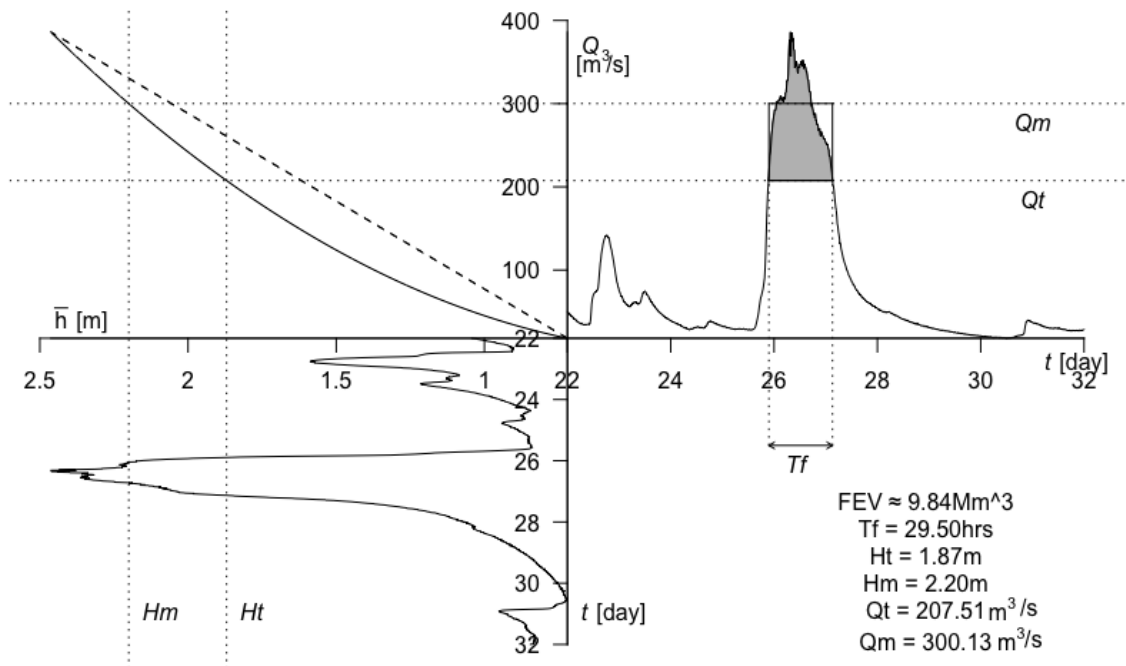 400
Q
[m³/s]
300
Qm
200
Qt
100
h̅ [m]
22
t [day]
2.5
2
1.5
1
22
24
26
28
30
32
24
26
Tf
28
FEV ≈ 9.84Mm^3
Tf = 29.50hrs
Ht = 1.87m
30
Hm = 2.20m
Hm
Ht
t [day]
Qt = 207.51 m³/s
32
Qm = 300.13 m³/s